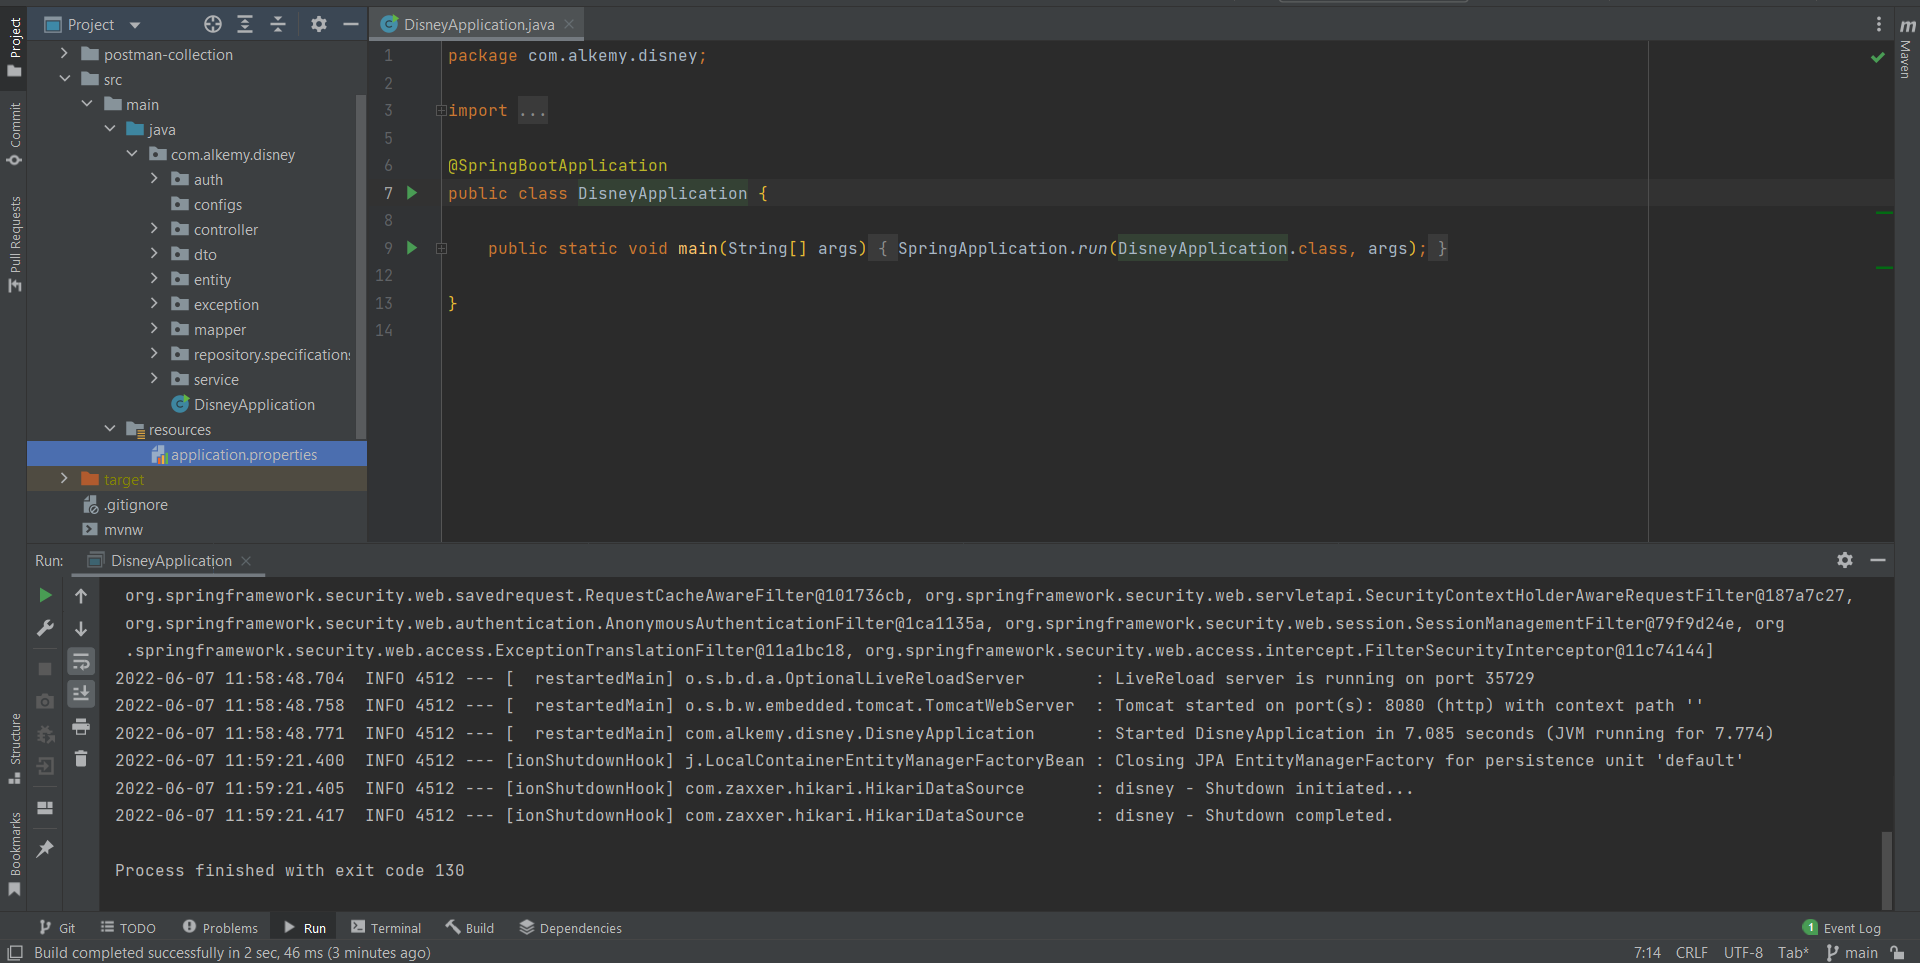 Project
DisneyApplication.java
Maven
Project
Commit
Pull Requests
Structure
Bookmarks
postman-collection
src
main
java
com.alkemy.disney
auth
configs
controller
dto
entity
exception
mapper
repository.specifications
service
DisneyApplication
resources
application.properties
target
.gitignore
mvnw
1 package com.alkemy.disney;
2
3 import ...
5
6 @SpringBootApplication
7 public class DisneyApplication {
8
9 public static void main(String[] args) { SpringApplication.run(DisneyApplication.class, args); }
12
13 }
14
Run: DisneyApplication
org.springframework.security.web.savedrequest.RequestCacheAwareFilter@101736cb, org.springframework.security.web.servletapi.SecurityContextHolderAwareRequestFilter@187a7c27,
org.springframework.security.web.authentication.AnonymousAuthenticationFilter@1ca1135a, org.springframework.security.web.session.SessionManagementFilter@79f9d24e, org
.springframework.security.web.access.ExceptionTranslationFilter@11a1bc18, org.springframework.security.web.access.intercept.FilterSecurityInterceptor@11c74144]
2022-06-07 11:58:48.704 INFO 4512 --- [ restartedMain] o.s.b.d.a.OptionalLiveReloadServer : LiveReload server is running on port 35729
2022-06-07 11:58:48.758 INFO 4512 --- [ restartedMain] o.s.b.w.embedded.tomcat.TomcatWebServer : Tomcat started on port(s): 8080 (http) with context path ''
2022-06-07 11:58:48.771 INFO 4512 --- [ restartedMain] com.alkemy.disney.DisneyApplication : Started DisneyApplication in 7.085 seconds (JVM running for 7.774)
2022-06-07 11:59:21.400 INFO 4512 --- [ionShutdownHook] j.LocalContainerEntityManagerFactoryBean : Closing JPA EntityManagerFactory for persistence unit 'default'
2022-06-07 11:59:21.405 INFO 4512 --- [ionShutdownHook] com.zaxxer.hikari.HikariDataSource : disney - Shutdown initiated...
2022-06-07 11:59:21.417 INFO 4512 --- [ionShutdownHook] com.zaxxer.hikari.HikariDataSource : disney - Shutdown completed.
Process finished with exit code 130
Git TODO Problems Run Terminal Build Dependencies 1 Event Log
Build completed successfully in 2 sec, 46 ms (3 minutes ago) 7:14 CRLF UTF-8 Tab* main